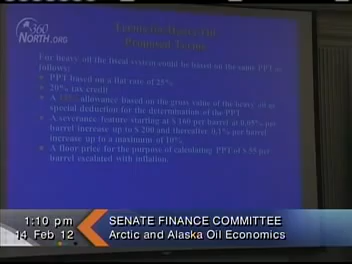 360
NORTH.ORG
Economic Heavy Oil
Proposal Terms
For heavy oil the fiscal system could be based on the same PPT as
follows:
PPT based on a flat rate of 25%
20% tax credit
A allowance based on the gross value of the heavy oil as
special deduction for the determination of the PPT
A severance feature starting at $ 160 per barrel at 0.05% per
barrel increase up to $ 200 and thereafter 0.1% per barrel
increase up to a maximum of 10%
A floor price for the purpose of calculating PPT of $ 55 per
barrel escalated with inflation.
1:10 pm
14 Feb 12
SENATE FINANCE COMMITTEE
Arctic and Alaska Oil Economics